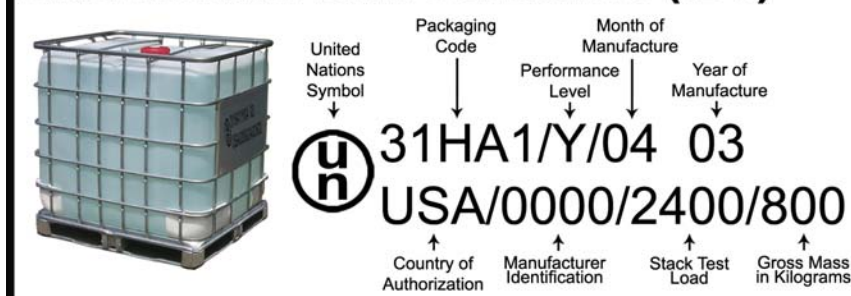 United
Nations
Symbol
Packaging
Code
Performance
Level
Month of
Manufacture
Year of
Manufacture
un
31HA1/Y/04 03
USA/0000/2400/800
Country of
Authorization
Manufacturer
Identification
Stack Test
Load
Gross Mass
in Kilograms